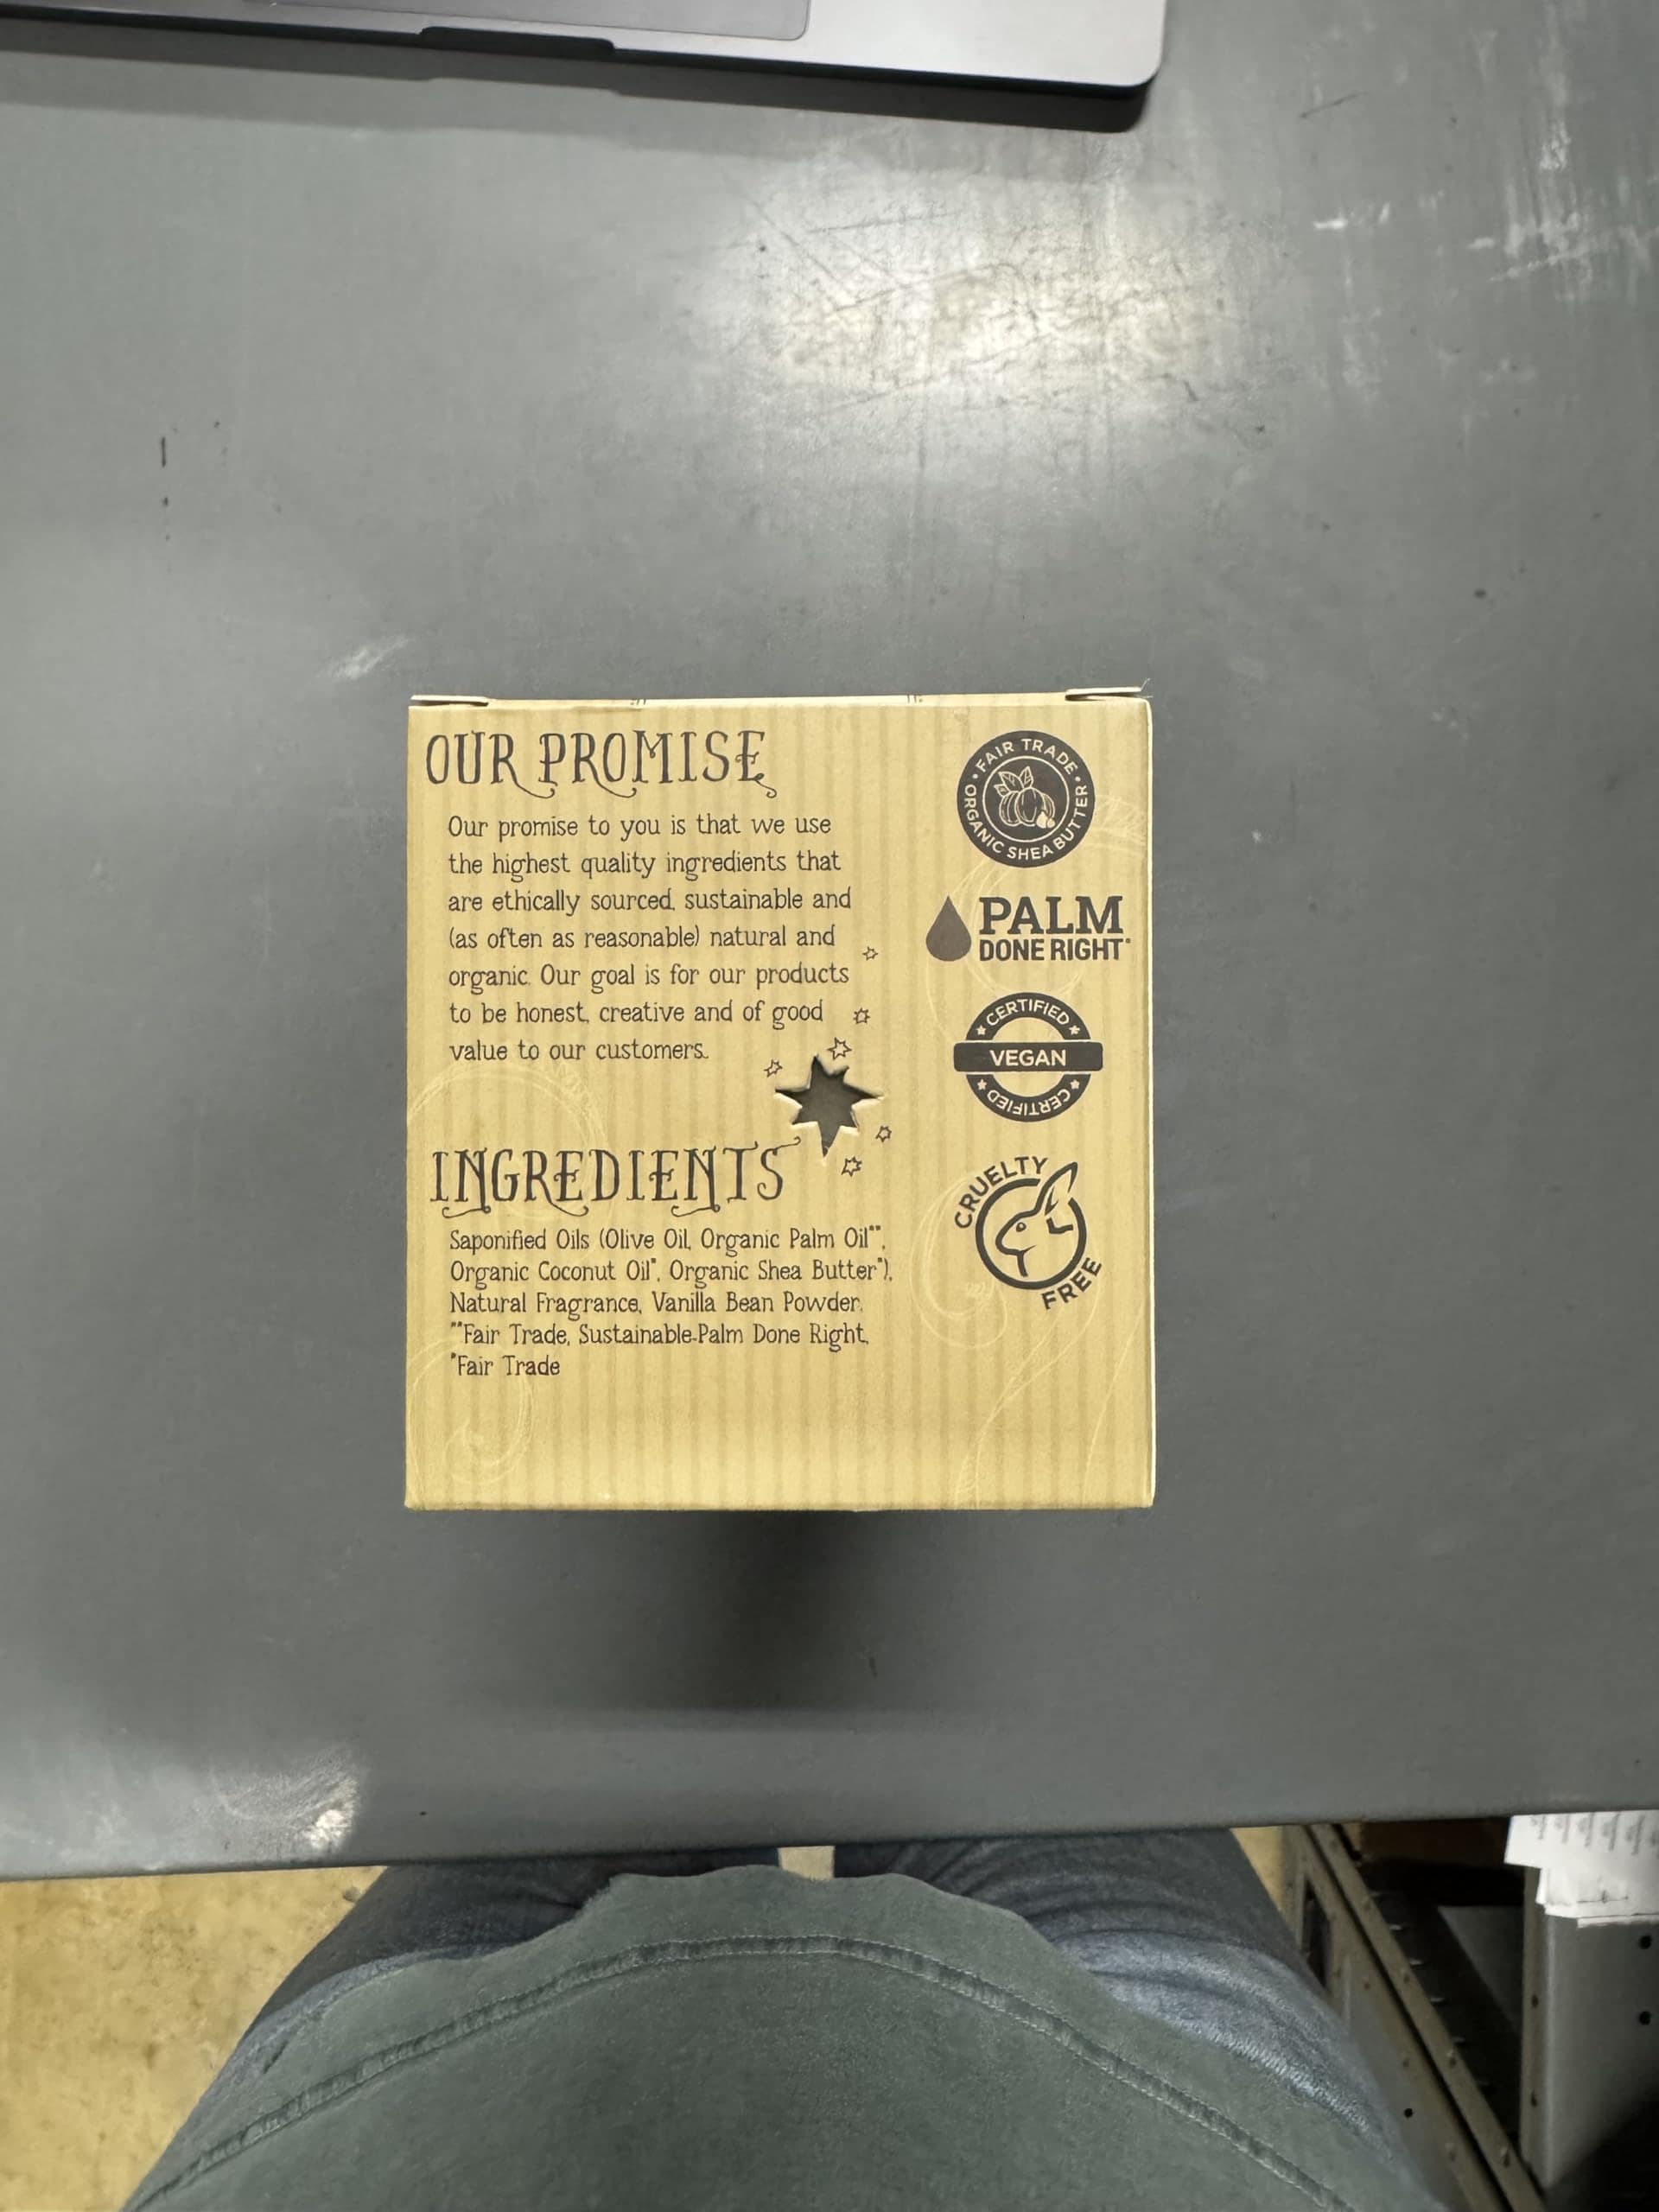 OUR PROMISE
Our promise to you is that we use
the highest quality ingredients that
are ethically sourced, sustainable and
(as often as reasonable) natural and
organic. Our goal is for our products
to be honest, creative and of good
value to our customers.
INGREDIENTS
Saponified Oils (Olive Oil, Organic Palm Oil**,
Organic Coconut Oil*, Organic Shea Butter*),
Natural Fragrance, Vanilla Bean Powder.
**Fair Trade, Sustainable-Palm Done Right,
*Fair Trade
• FAIR TRADE •
ORGANIC SHEA BUTTER
PALM
DONE RIGHT
CERTIFIED
VEGAN
CERTIFIED
CRUELTY
FREE